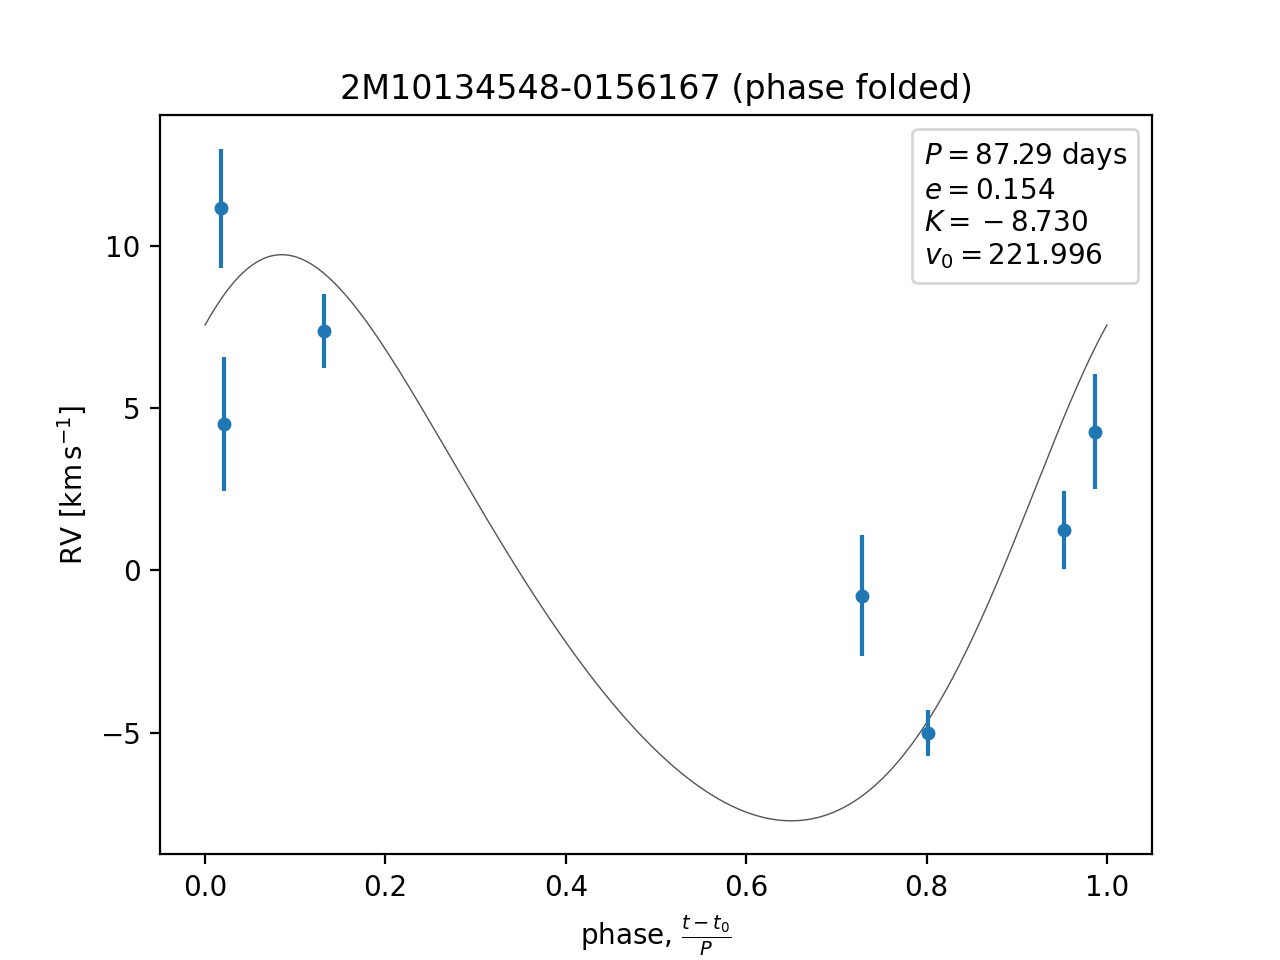 2M10134548-0156167 (phase folded)
P = 87.29 days
e = 0.154
K = −8.730
v₀ = 221.996
RV [km s⁻¹]
10
5
0
−5
0.0 0.2 0.4 0.6 0.8 1.0
phase, (t − t₀)/P